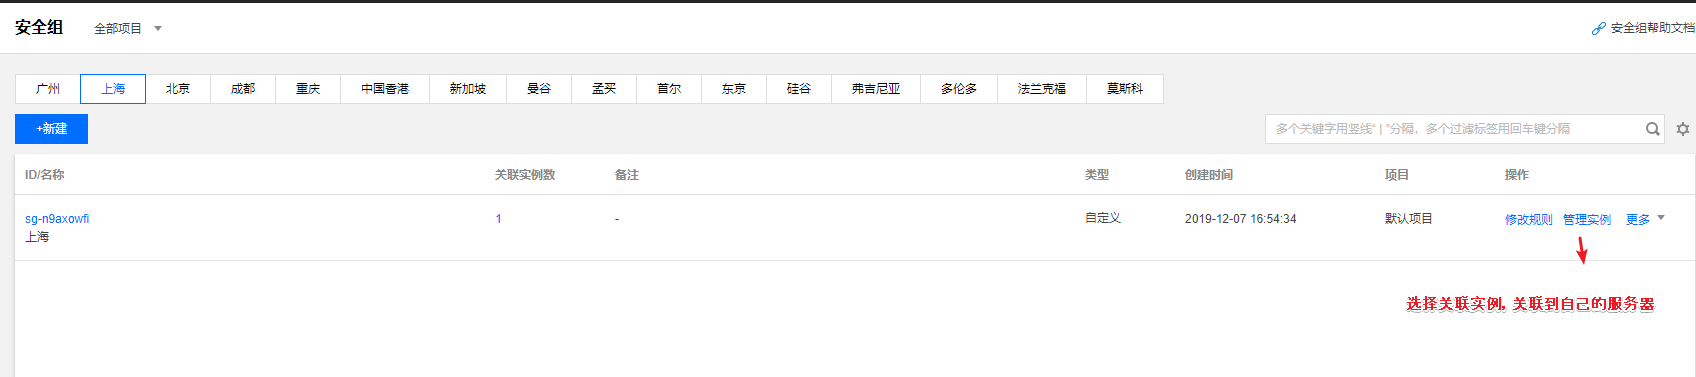 安全组 全部项目 安全组帮助文档
广州 上海 北京 成都 重庆 中国香港 新加坡 曼谷 孟买 首尔 东京 硅谷 弗吉尼亚 多伦多 法兰克福 莫斯科
+新建 多个关键字用竖线“ | ”分隔，多个过滤标签用回车键分隔
ID/名称 关联实例数 备注 类型 创建时间 项目 操作
sg-n9axowfi 1 - 自定义 2019-12-07 16:54:34 默认项目 修改规则 管理实例 更多
上海
选择关联实例, 关联到自己的服务器